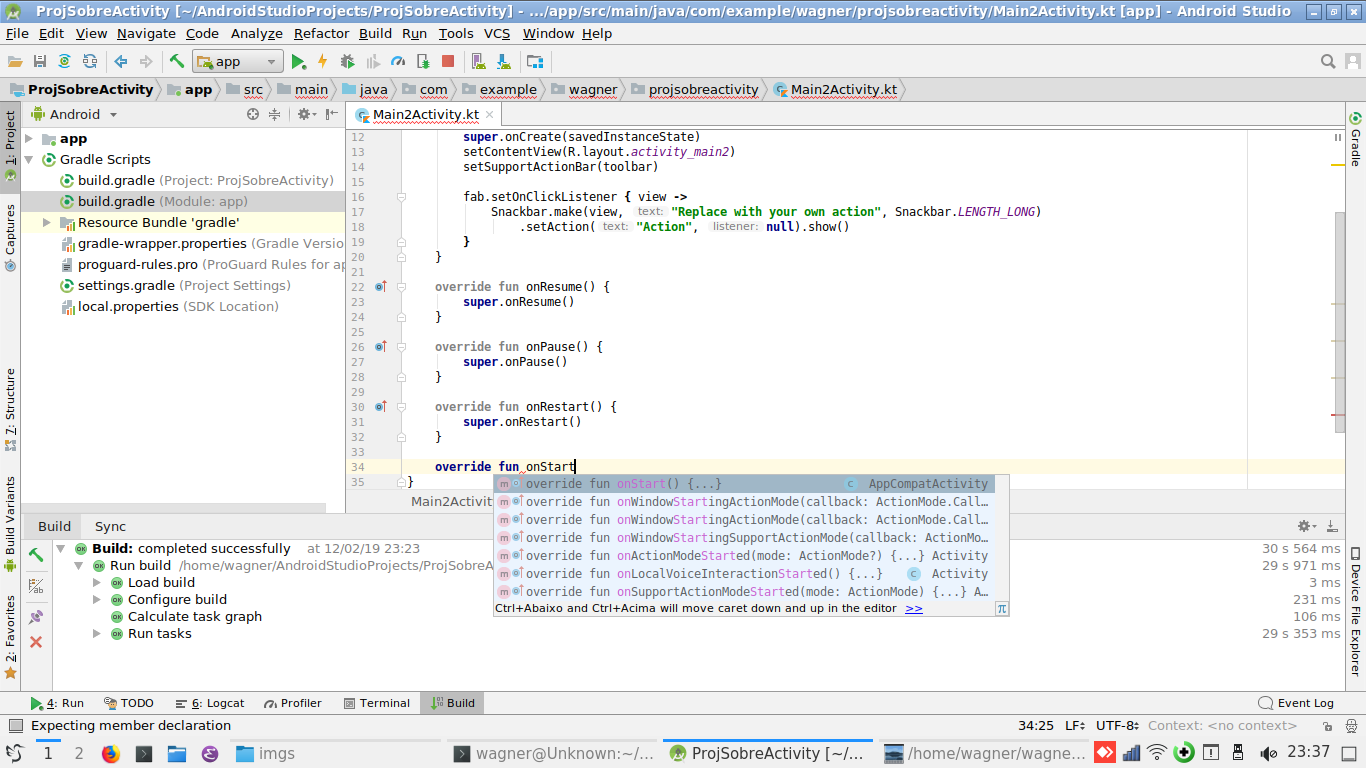 ProjSobreActivity [~/AndroidStudioProjects/ProjSobreActivity] - .../app/src/main/java/com/example/wagner/projsobreactivity/Main2Activity.kt [app] - Android Studio
File Edit View Navigate Code Analyze Refactor Build Run Tools VCS Window Help
app
ProjSobreActivity app src main java com example wagner projsobreactivity Main2Activity.kt
1: Project
Captures
7: Structure
Build Variants
2: Favorites
Android
app
Gradle Scripts
build.gradle (Project: ProjSobreActivity)
build.gradle (Module: app)
Resource Bundle 'gradle'
gradle-wrapper.properties (Gradle Versio
proguard-rules.pro (ProGuard Rules for ap
settings.gradle (Project Settings)
local.properties (SDK Location)
Main2Activity.kt
12 super.onCreate(savedInstanceState)
13 setContentView(R.layout.activity_main2)
14 setSupportActionBar(toolbar)
15
16 fab.setOnClickListener { view ->
17 Snackbar.make(view, text: "Replace with your own action", Snackbar.LENGTH_LONG)
18 .setAction( text: "Action", listener: null).show()
19 }
20 }
21
22 override fun onResume() {
23 super.onResume()
24 }
25
26 override fun onPause() {
27 super.onPause()
28 }
29
30 override fun onRestart() {
31 super.onRestart()
32 }
33
34 override fun onStart
35 }
m override fun onStart() {...} C AppCompatActivity
m override fun onWindowStartingActionMode(callback: ActionMode.Call…
m override fun onWindowStartingActionMode(callback: ActionMode.Call…
m override fun onWindowStartingSupportActionMode(callback: ActionMo…
m override fun onActionModeStarted(mode: ActionMode?) {...} Activity
m override fun onLocalVoiceInteractionStarted() {...} C Activity
m override fun onSupportActionModeStarted(mode: ActionMode) {...} A…
Ctrl+Abaixo and Ctrl+Acima will move caret down and up in the editor >> π
Main2Activit
Gradle
Device File Explorer
Build Sync
Build: completed successfully at 12/02/19 23:23 30 s 564 ms
Run build /home/wagner/AndroidStudioProjects/ProjSobreA 29 s 971 ms
Load build 3 ms
Configure build 231 ms
Calculate task graph 106 ms
Run tasks 29 s 353 ms
4: Run TODO 6: Logcat Profiler Terminal Build Event Log
Expecting member declaration 34:25 LF UTF-8 Context: <no context>
1 2 imgs wagner@Unknown:~/... ProjSobreActivity [~/... /home/wagner/wagne... 23:37